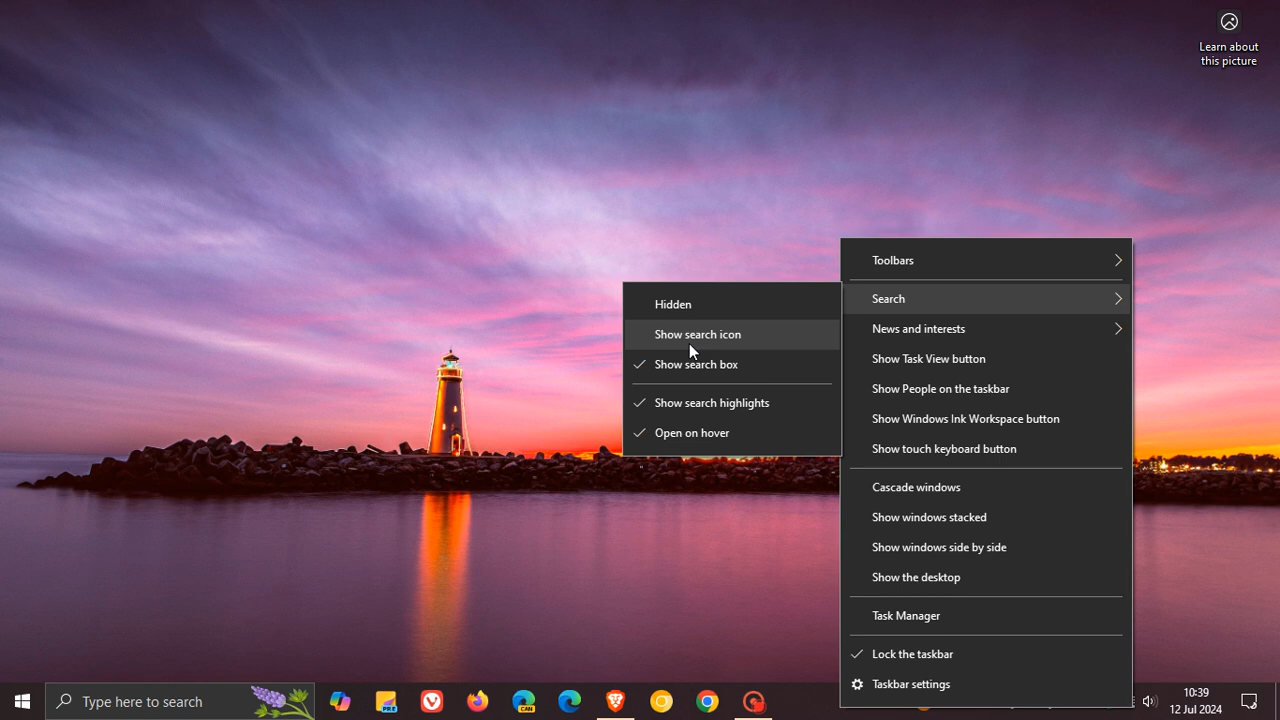 Learn about
this picture
Toolbars
Search
News and interests
Show Task View button
Show People on the taskbar
Show Windows Ink Workspace button
Show touch keyboard button
Cascade windows
Show windows stacked
Show windows side by side
Show the desktop
Task Manager
Lock the taskbar
Taskbar settings
Hidden
Show search icon
Show search box
Show search highlights
Open on hover
Type here to search
PRE
CAN
10:39
12 Jul 2024